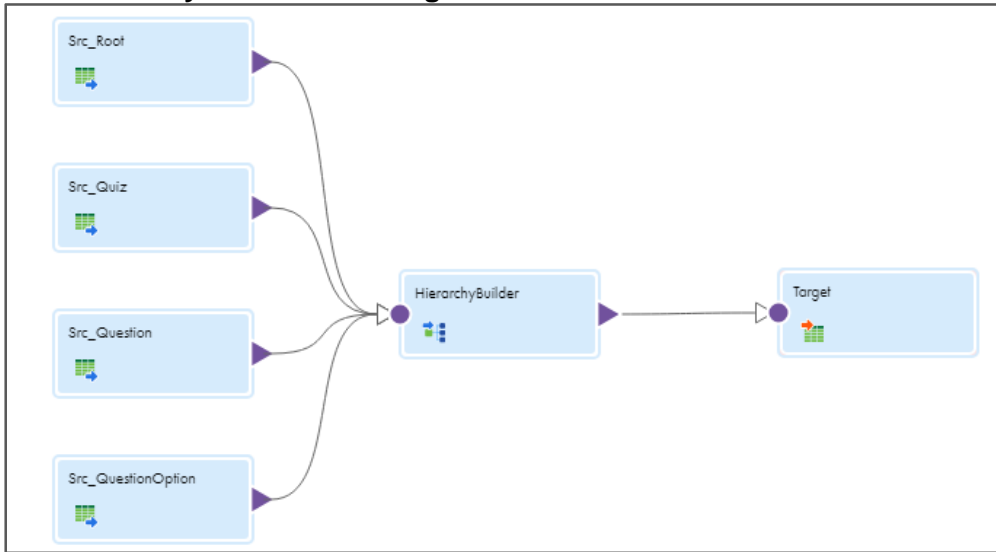 Src_Root
Src_Quiz
HierarchyBuilder
Target
Src_Question
Src_QuestionOption